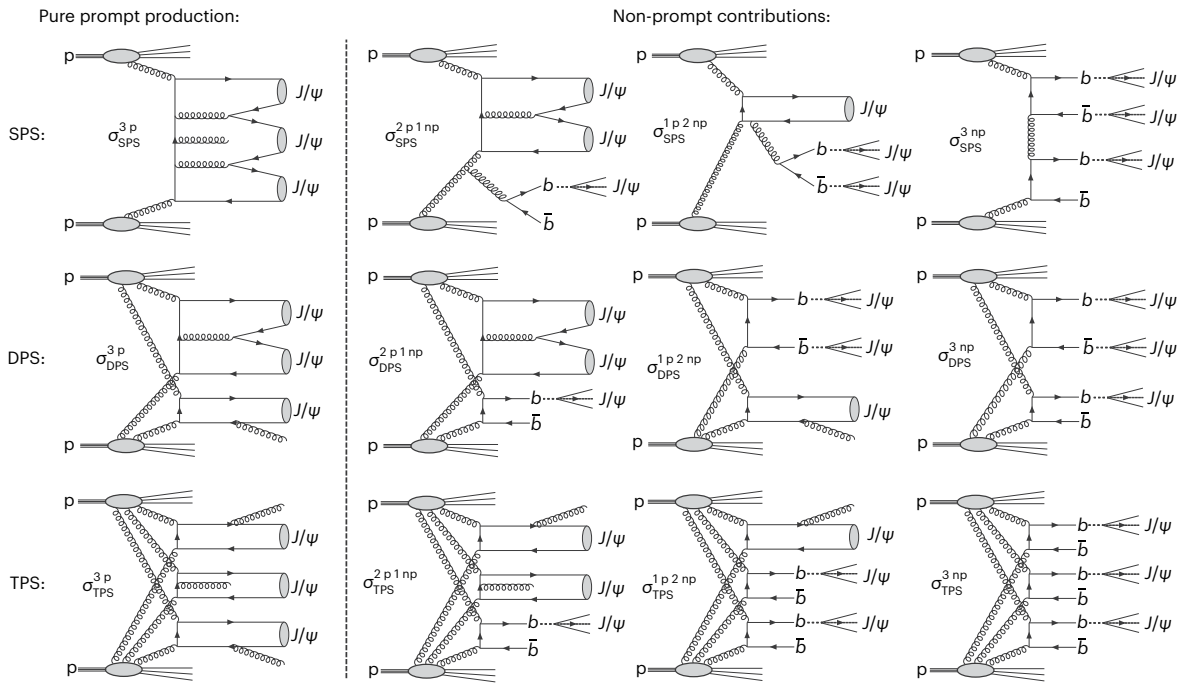 Pure prompt production:
Non-prompt contributions:
SPS:
p
J/ψ
σ_SPS^3 p
J/ψ
J/ψ
p
p
J/ψ
σ_SPS^2 p 1 np
J/ψ
b J/ψ
b̄
p
p
J/ψ
σ_SPS^1 p 2 np
b J/ψ
b̄ J/ψ
p
p
b J/ψ
b̄ J/ψ
σ_SPS^3 np
b J/ψ
b̄
p
DPS:
p
J/ψ
σ_DPS^3 p
J/ψ
J/ψ
p
p
J/ψ
σ_DPS^2 p 1 np
J/ψ
b J/ψ
b̄
p
p
b J/ψ
b̄ J/ψ
σ_DPS^1 p 2 np
J/ψ
p
p
b J/ψ
b̄ J/ψ
σ_DPS^3 np
b J/ψ
b̄
p
TPS:
p
J/ψ
σ_TPS^3 p
J/ψ
J/ψ
p
p
J/ψ
σ_TPS^2 p 1 np
J/ψ
b J/ψ
b̄
p
p
J/ψ
σ_TPS^1 p 2 np
b J/ψ
b̄
b J/ψ
b̄
p
p
b J/ψ
b̄
σ_TPS^3 np
b J/ψ
b̄
b J/ψ
b̄
p